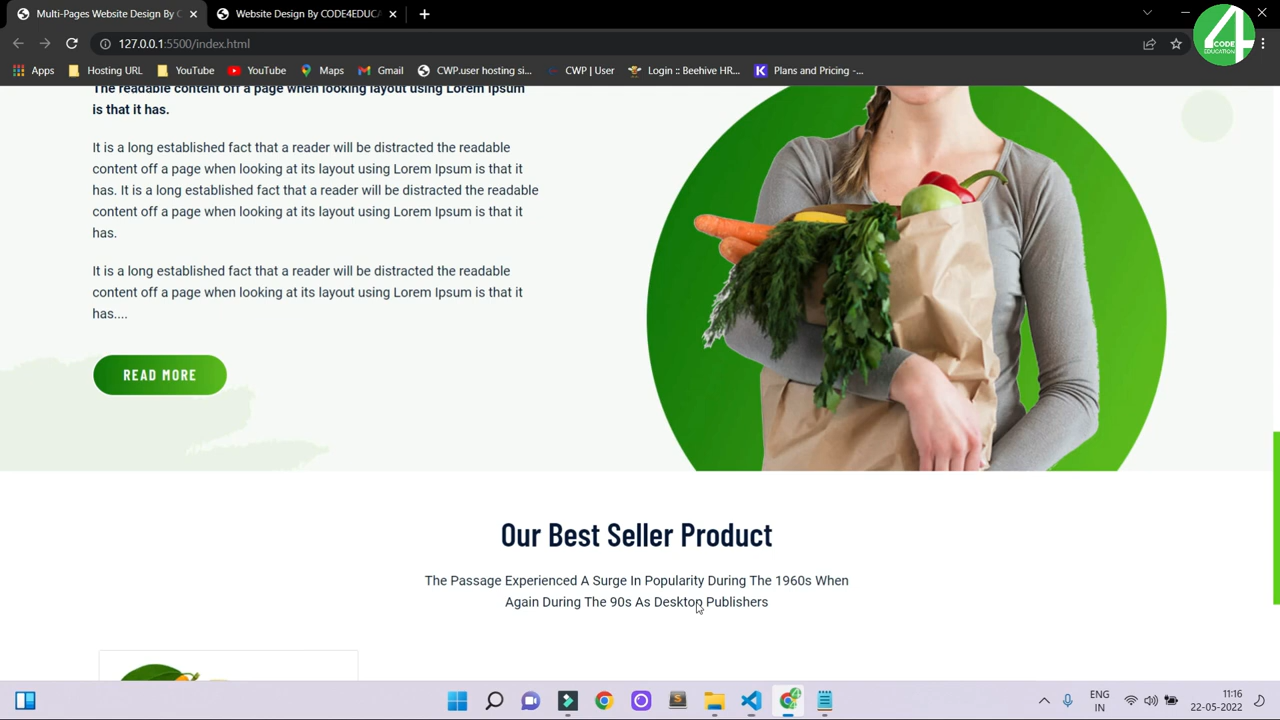 Multi-Pages Website Design By C
Website Design By CODE4EDUCA
127.0.0.1:5500/index.html
4
CODE
EDUCATION
Apps
Hosting URL
YouTube
YouTube
Maps
Gmail
CWP.user hosting si...
CWP | User
Login :: Beehive HR...
Plans and Pricing -...
The readable content off a page when looking layout using Lorem Ipsum
is that it has.
It is a long established fact that a reader will be distracted the readable
content off a page when looking at its layout using Lorem Ipsum is that it
has. It is a long established fact that a reader will be distracted the readable
content off a page when looking at its layout using Lorem Ipsum is that it
has.
It is a long established fact that a reader will be distracted the readable
content off a page when looking at its layout using Lorem Ipsum is that it
has....
READ MORE
Our Best Seller Product
The Passage Experienced A Surge In Popularity During The 1960s When
Again During The 90s As Desktop Publishers
ENG
IN
11:16
22-05-2022